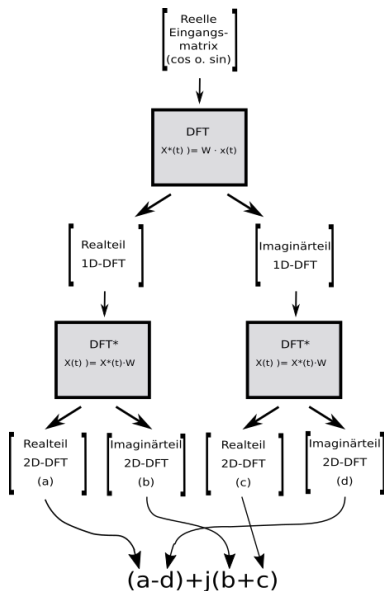 Reelle
Eingangs-
matrix
(cos o. sin)
DFT
X*(t) )= W · x(t)
Realteil
1D-DFT
Imaginärteil
1D-DFT
DFT*
X(t) )= X*(t)·W
DFT*
X(t) )= X*(t)·W
Realteil
2D-DFT
(a)
Imaginärteil
2D-DFT
(b)
Realteil
2D-DFT
(c)
Imaginärteil
2D-DFT
(d)
(a-d)+j(b+c)